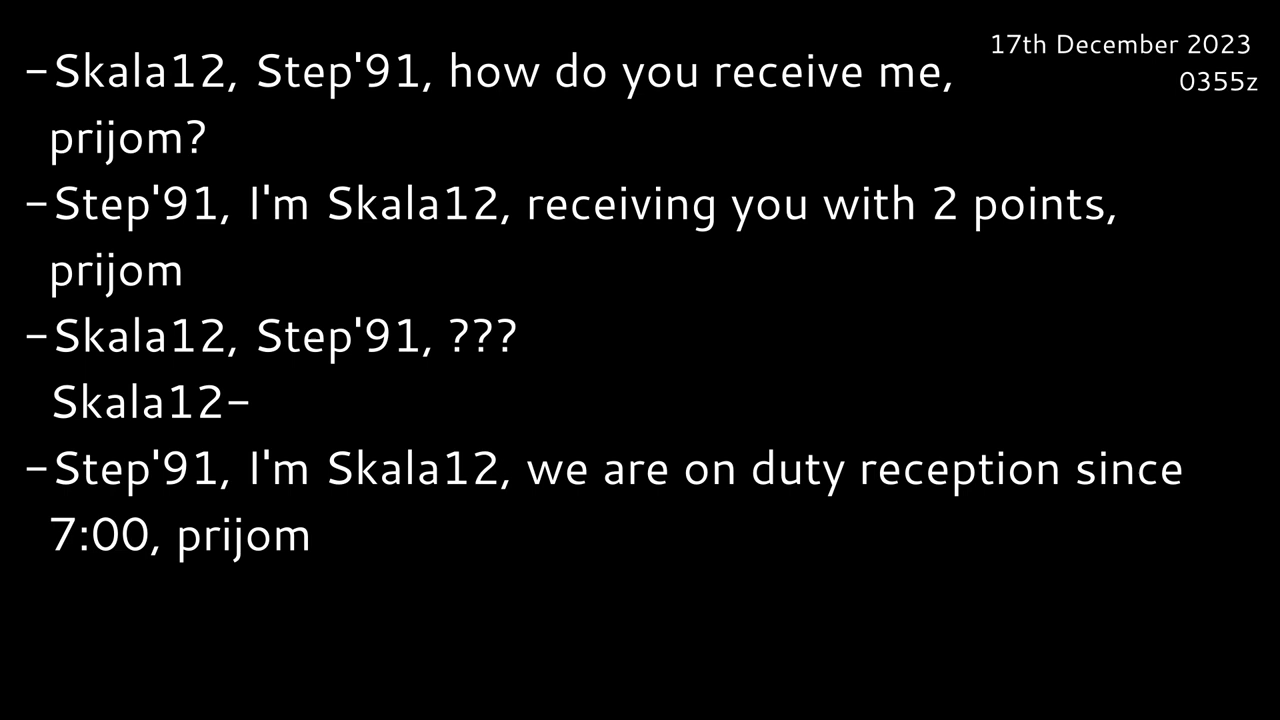 17th December 2023
0355z
-Skala12, Step'91, how do you receive me,
prijom?
-Step'91, I'm Skala12, receiving you with 2 points,
prijom
-Skala12, Step'91, ???
Skala12-
-Step'91, I'm Skala12, we are on duty reception since
7:00, prijom